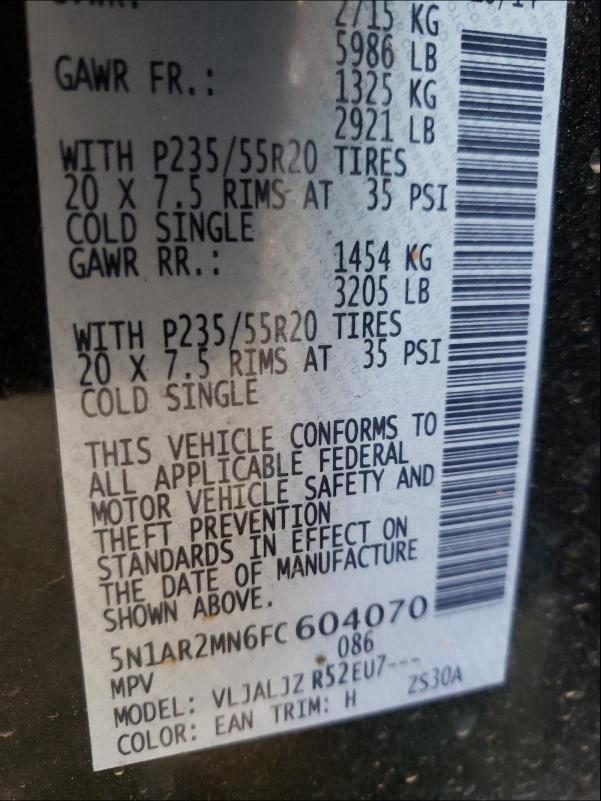 2715 KG
5986 LB
GAWR FR.: 1325 KG
2921 LB
WITH P235/55R20 TIRES
20 X 7.5 RIMS AT 35 PSI
COLD SINGLE
GAWR RR.: 1454 KG
3205 LB
WITH P235/55R20 TIRES
20 X 7.5 RIMS AT 35 PSI
COLD SINGLE
THIS VEHICLE CONFORMS TO
ALL APPLICABLE FEDERAL
MOTOR VEHICLE SAFETY AND
THEFT PREVENTION
STANDARDS IN EFFECT ON
THE DATE OF MANUFACTURE
SHOWN ABOVE.
5N1AR2MN6FC604070
MPV 086
MODEL: VLJALJZ R52EU7---
COLOR: EAN TRIM: H ZS30A